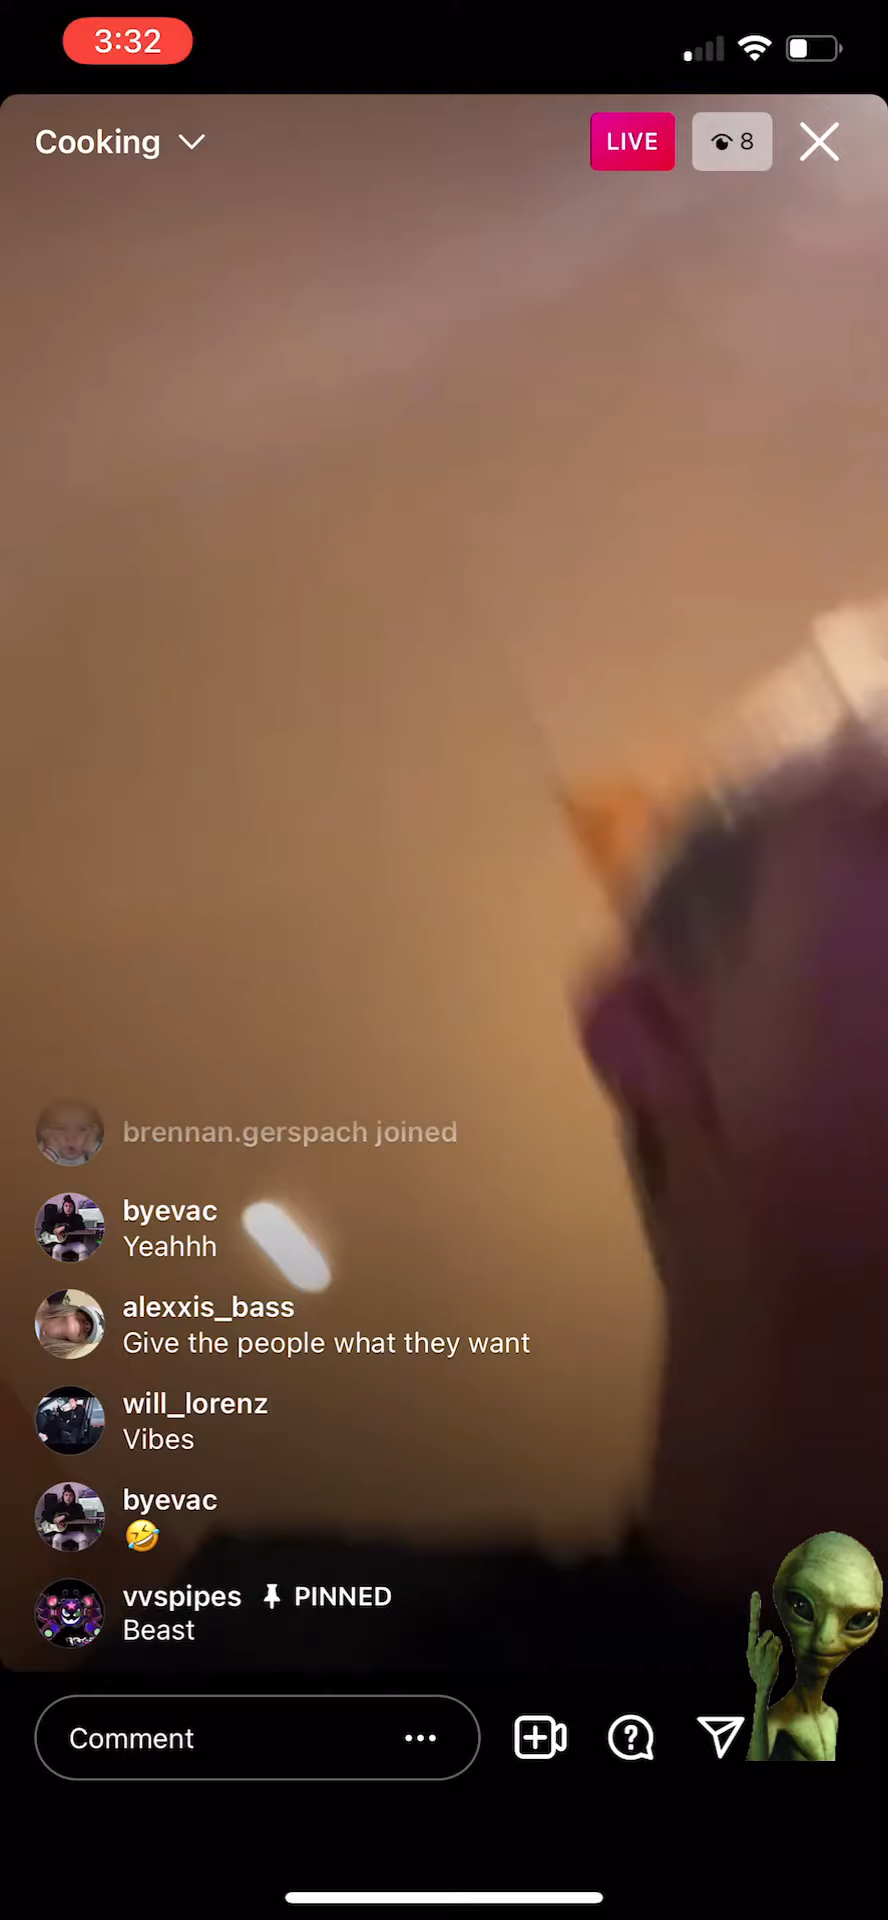 3:32
Cooking
LIVE
8
brennan.gerspach joined
byevac
Yeahhh
alexxis_bass
Give the people what they want
will_lorenz
Vibes
byevac
🤣
vvspipes PINNED
Beast
Comment